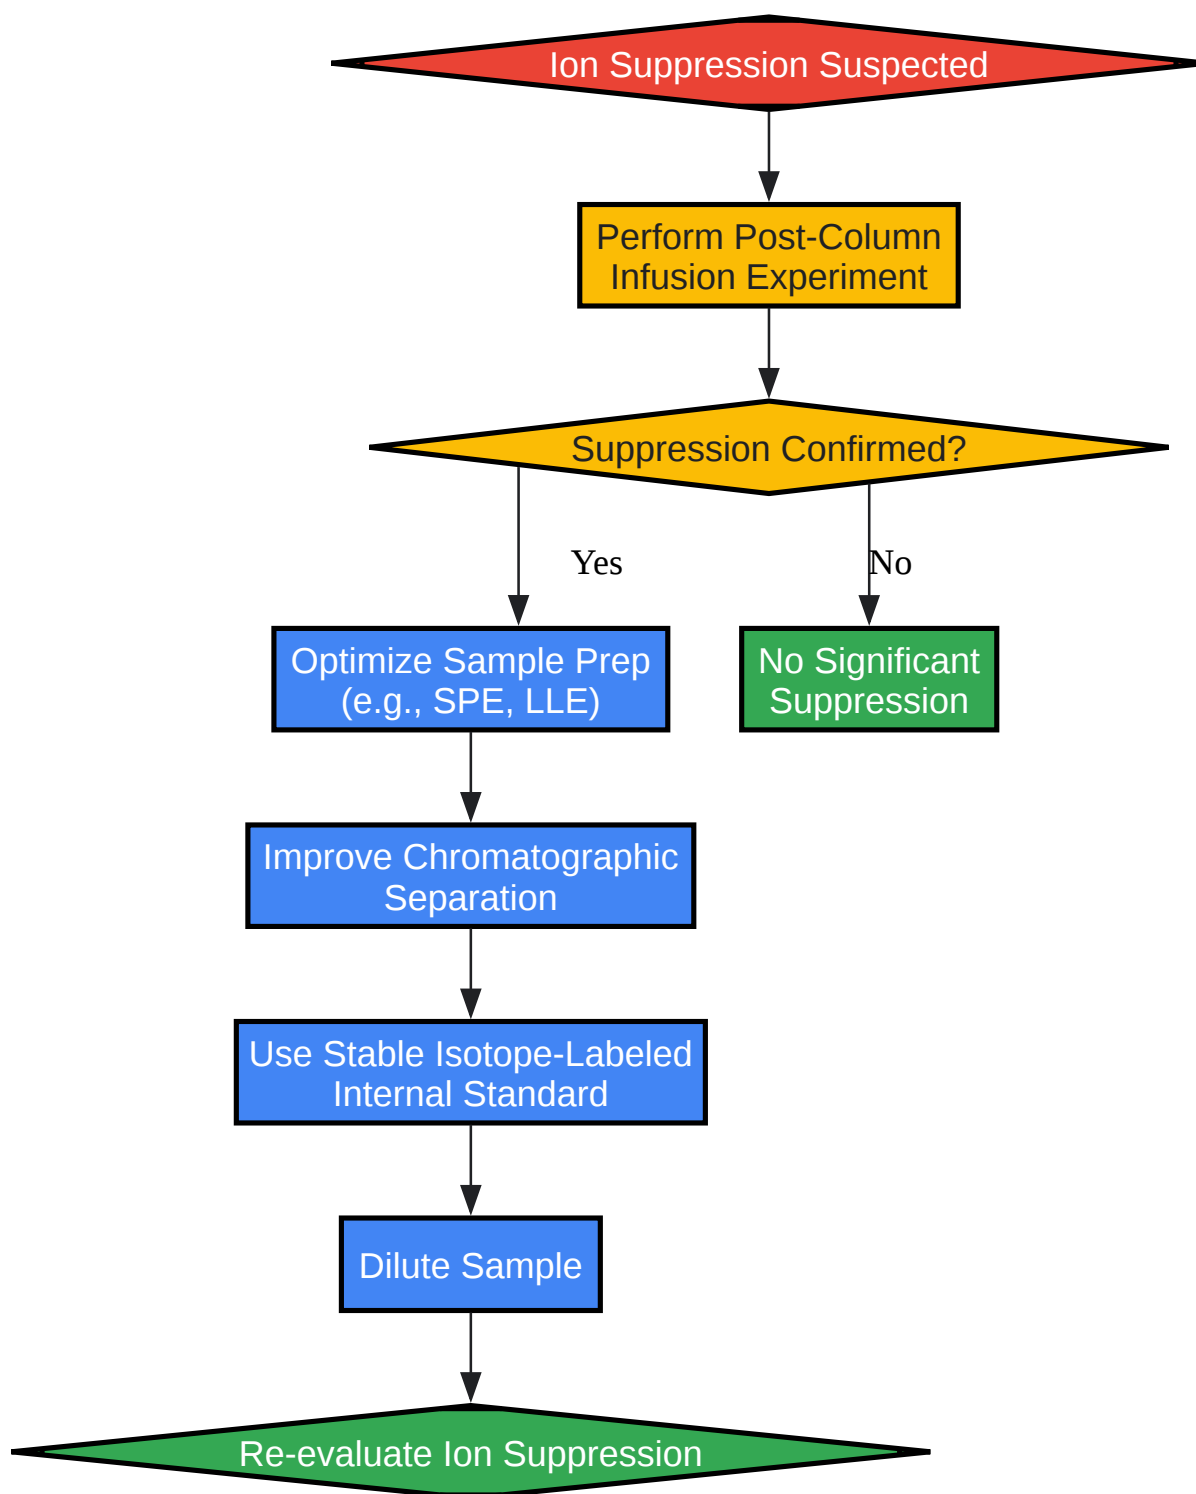 Ion Suppression Suspected
Perform Post-Column
Infusion Experiment
Suppression Confirmed?
Yes
No
Optimize Sample Prep
(e.g., SPE, LLE)
No Significant
Suppression
Improve Chromatographic
Separation
Use Stable Isotope-Labeled
Internal Standard
Dilute Sample
Re-evaluate Ion Suppression